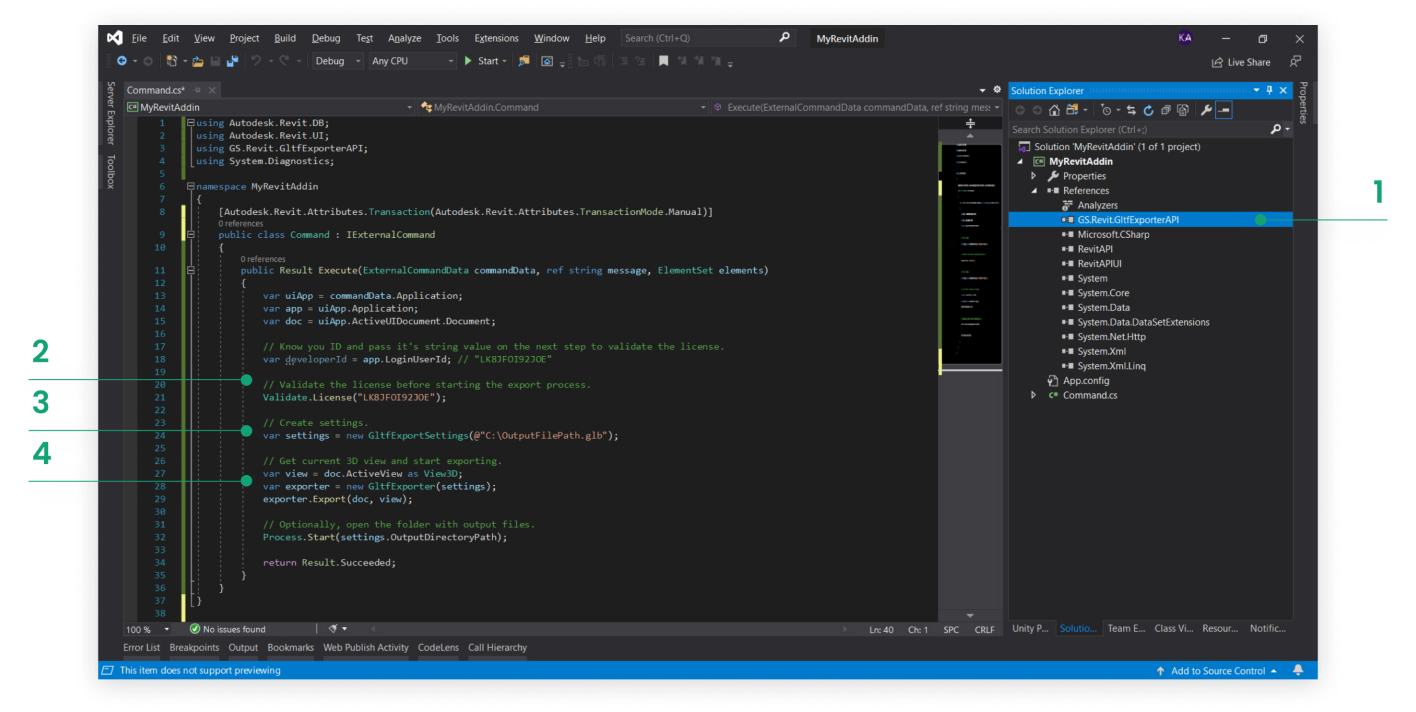 File Edit View Project Build Debug Test Analyze Tools Extensions Window Help Search (Ctrl+Q) MyRevitAddin KA
Debug Any CPU Start Live Share
Server Explorer
Toolbox
Command.cs*
MyRevitAddin MyRevitAddin.Command Execute(ExternalCommandData commandData, ref string mess
1 using Autodesk.Revit.DB;
2 using Autodesk.Revit.UI;
3 using GS.Revit.GltfExporterAPI;
4 using System.Diagnostics;
5
6 namespace MyRevitAddin
7 {
8 [Autodesk.Revit.Attributes.Transaction(Autodesk.Revit.Attributes.TransactionMode.Manual)]
0 references
9 public class Command : IExternalCommand
10 {
0 references
11 public Result Execute(ExternalCommandData commandData, ref string message, ElementSet elements)
12 {
13 var uiApp = commandData.Application;
14 var app = uiApp.Application;
15 var doc = uiApp.ActiveUIDocument.Document;
16
17 // Know you ID and pass it's string value on the next step to validate the license.
18 var developerId = app.LoginUserId; // "LK8JFOI92JOE"
19
20 // Validate the license before starting the export process.
21 Validate.License("LK8JFOI92JOE");
22
23 // Create settings.
24 var settings = new GltfExportSettings(@"C:\OutputFilePath.glb");
25
26 // Get current 3D view and start exporting.
27 var view = doc.ActiveView as View3D;
28 var exporter = new GltfExporter(settings);
29 exporter.Export(doc, view);
30
31 // Optionally, open the folder with output files.
32 Process.Start(settings.OutputDirectoryPath);
33
34 return Result.Succeeded;
35 }
36 }
37 }
38
100 % No issues found Ln: 40 Ch: 1 SPC CRLF
Error List Breakpoints Output Bookmarks Web Publish Activity CodeLens Call Hierarchy
This item does not support previewing Add to Source Control
Solution Explorer
Search Solution Explorer (Ctrl+;)
Solution 'MyRevitAddin' (1 of 1 project)
MyRevitAddin
Properties
References
Analyzers
GS.Revit.GltfExporterAPI
Microsoft.CSharp
RevitAPI
RevitAPIUI
System
System.Core
System.Data
System.Data.DataSetExtensions
System.Net.Http
System.Xml
System.Xml.Linq
App.config
Command.cs
Unity P... Solutio... Team E... Class Vi... Resour... Notific...
Properties
1
2
3
4